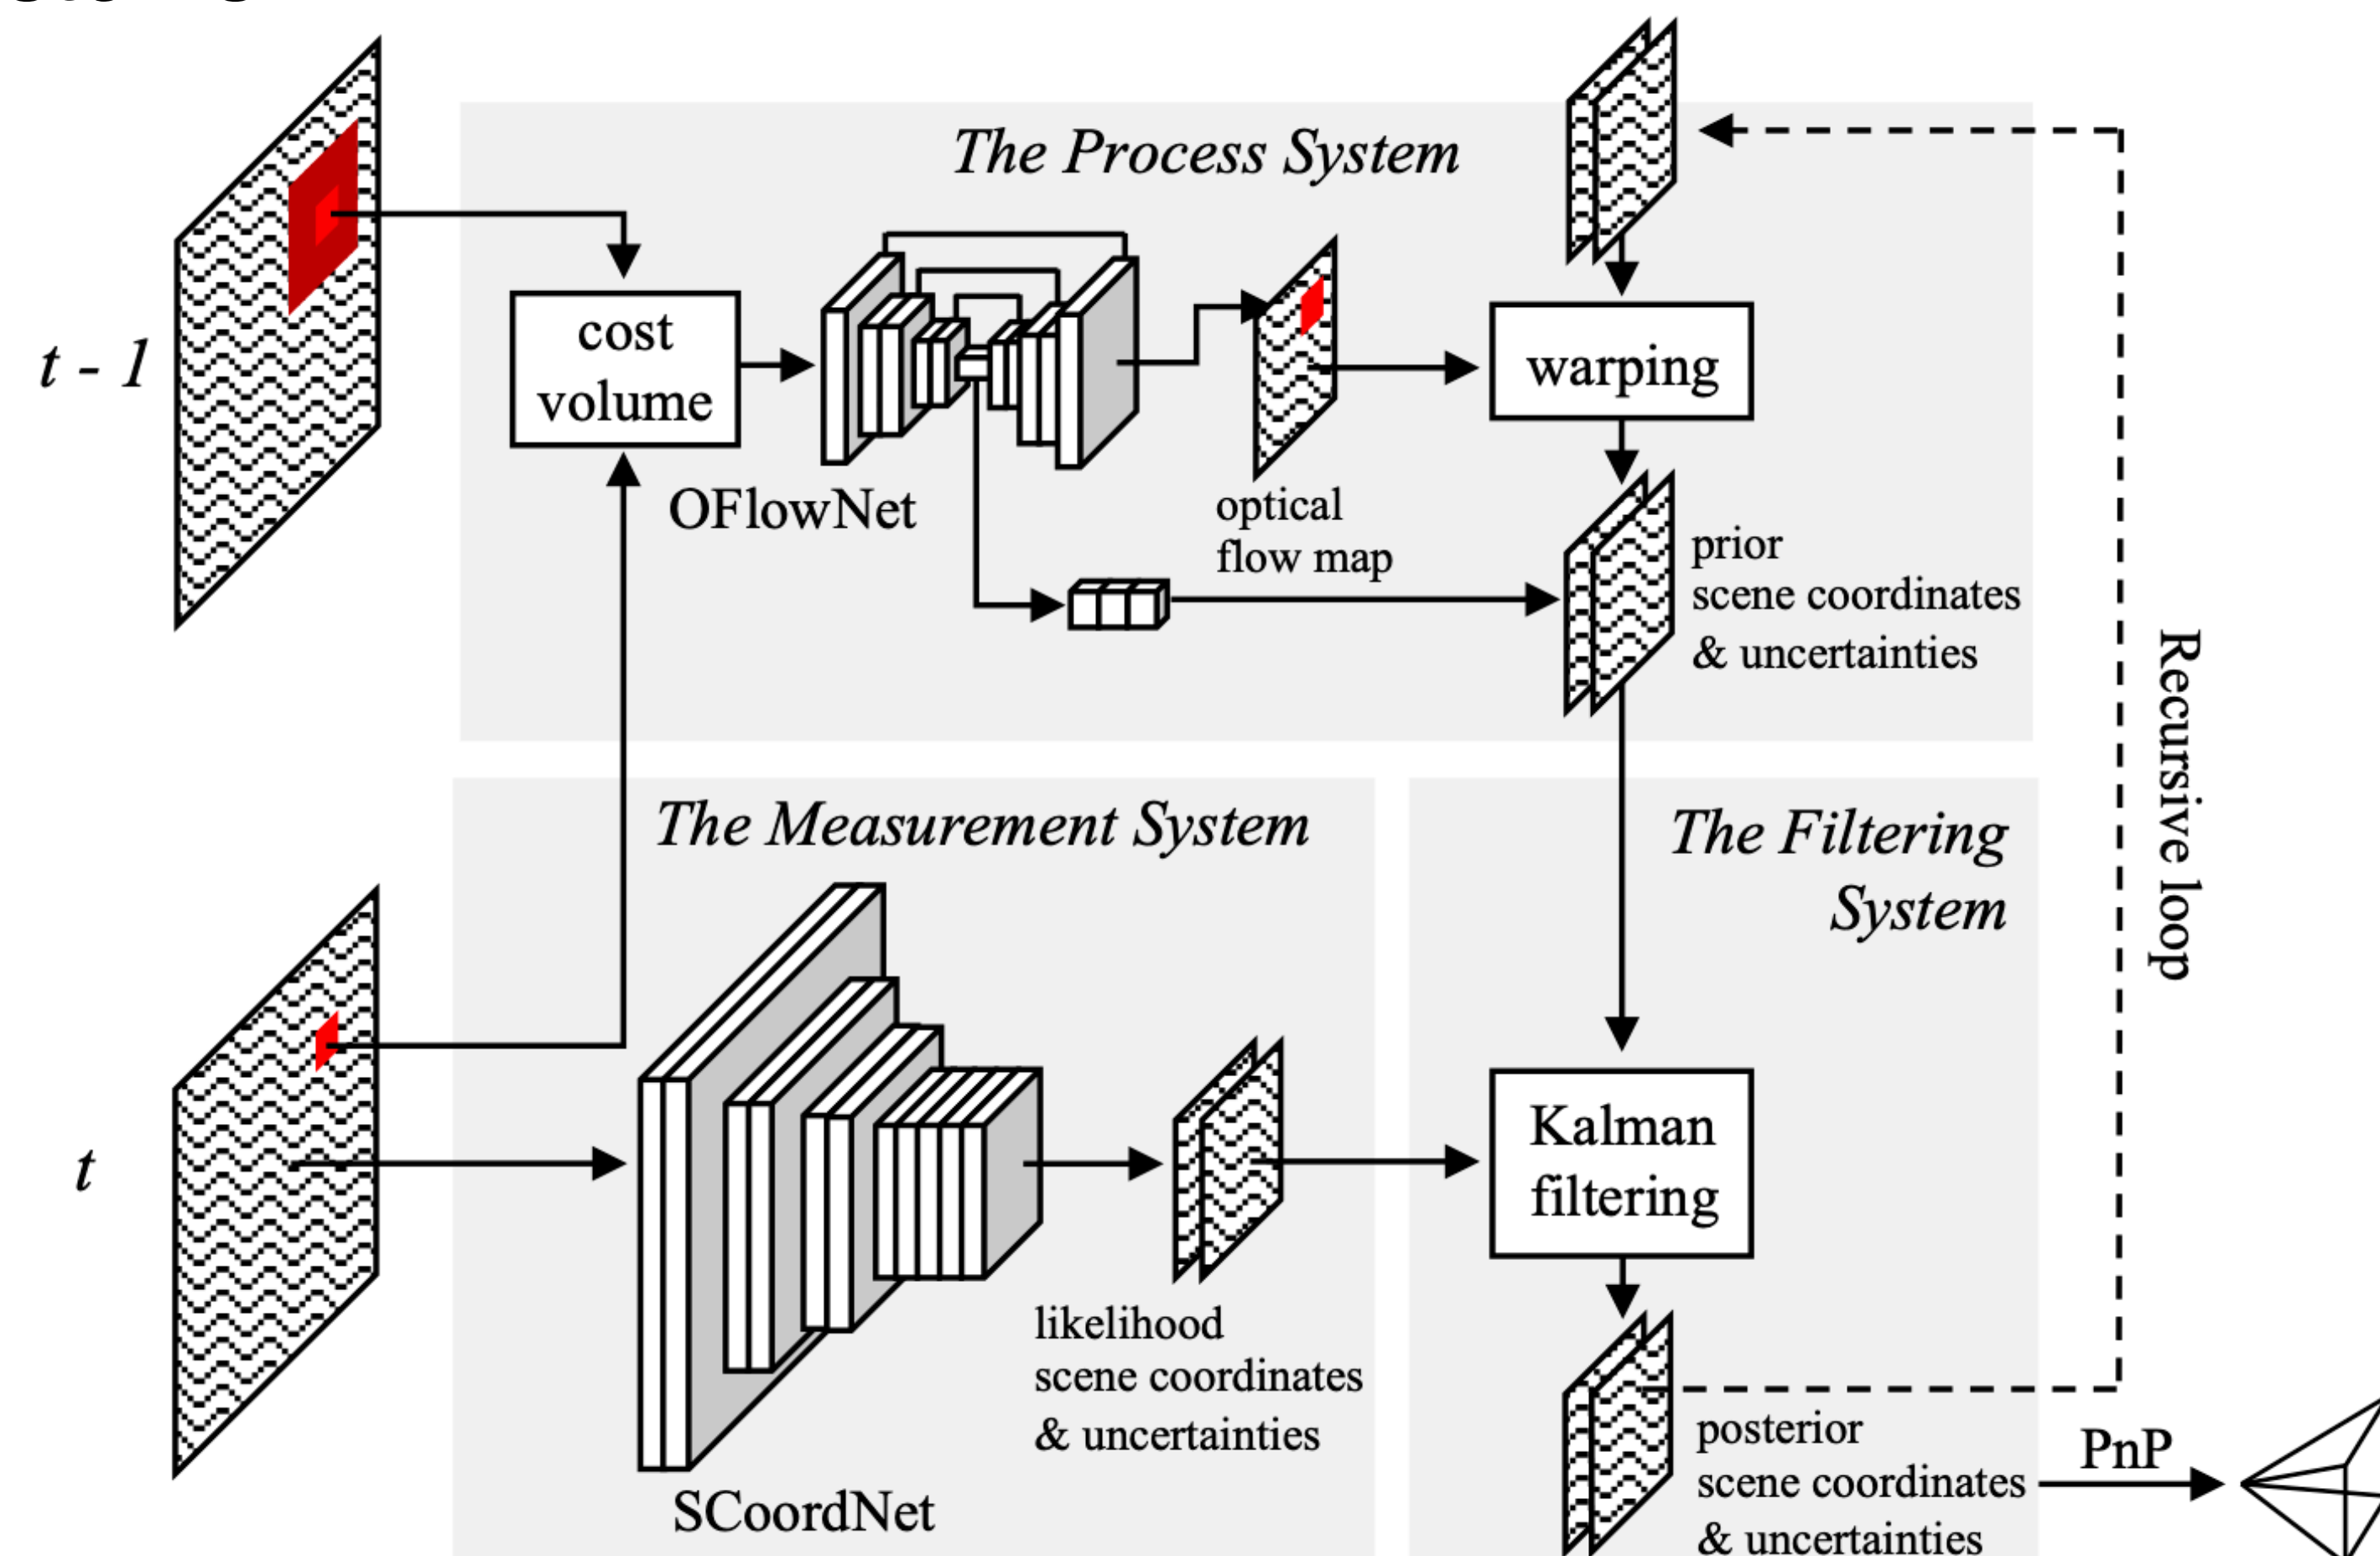 The Process System
t - 1
cost
volume
warping
OFlowNet
optical
flow map
prior
scene coordinates
& uncertainties
Recursive loop
The Measurement System
The Filtering
System
t
Kalman
filtering
likelihood
scene coordinates
& uncertainties
SCoordNet
posterior
scene coordinates
& uncertainties
PnP